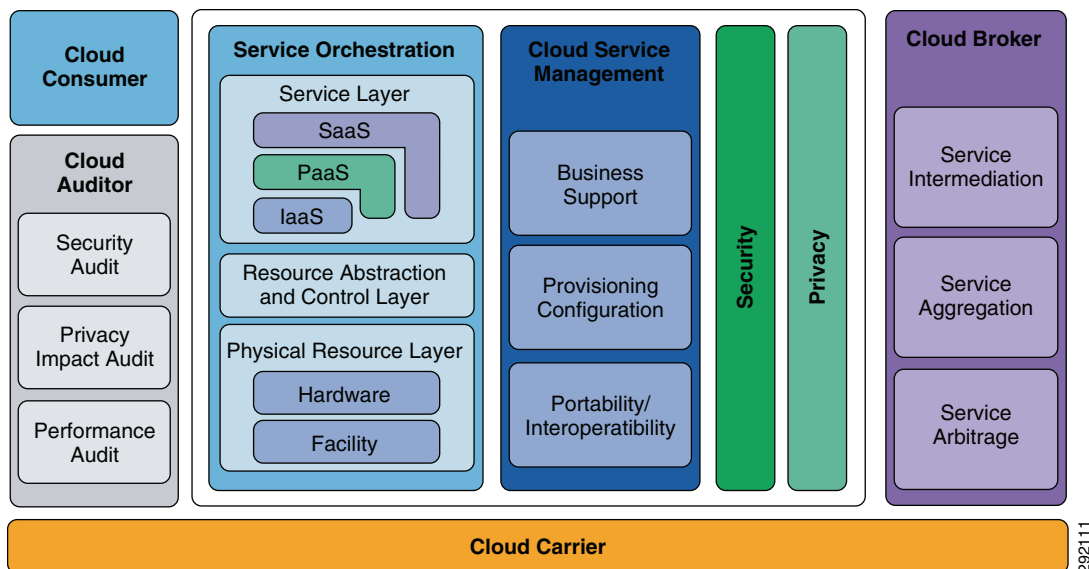 Cloud
Consumer
Cloud
Auditor
Security
Audit
Privacy
Impact Audit
Performance
Audit
Service Orchestration
Service Layer
SaaS
PaaS
IaaS
Resource Abstraction
and Control Layer
Physical Resource Layer
Hardware
Facility
Cloud Service
Management
Business
Support
Provisioning
Configuration
Portability/
Interoperatibility
Security
Privacy
Cloud Broker
Service
Intermediation
Service
Aggregation
Service
Arbitrage
Cloud Carrier
292111